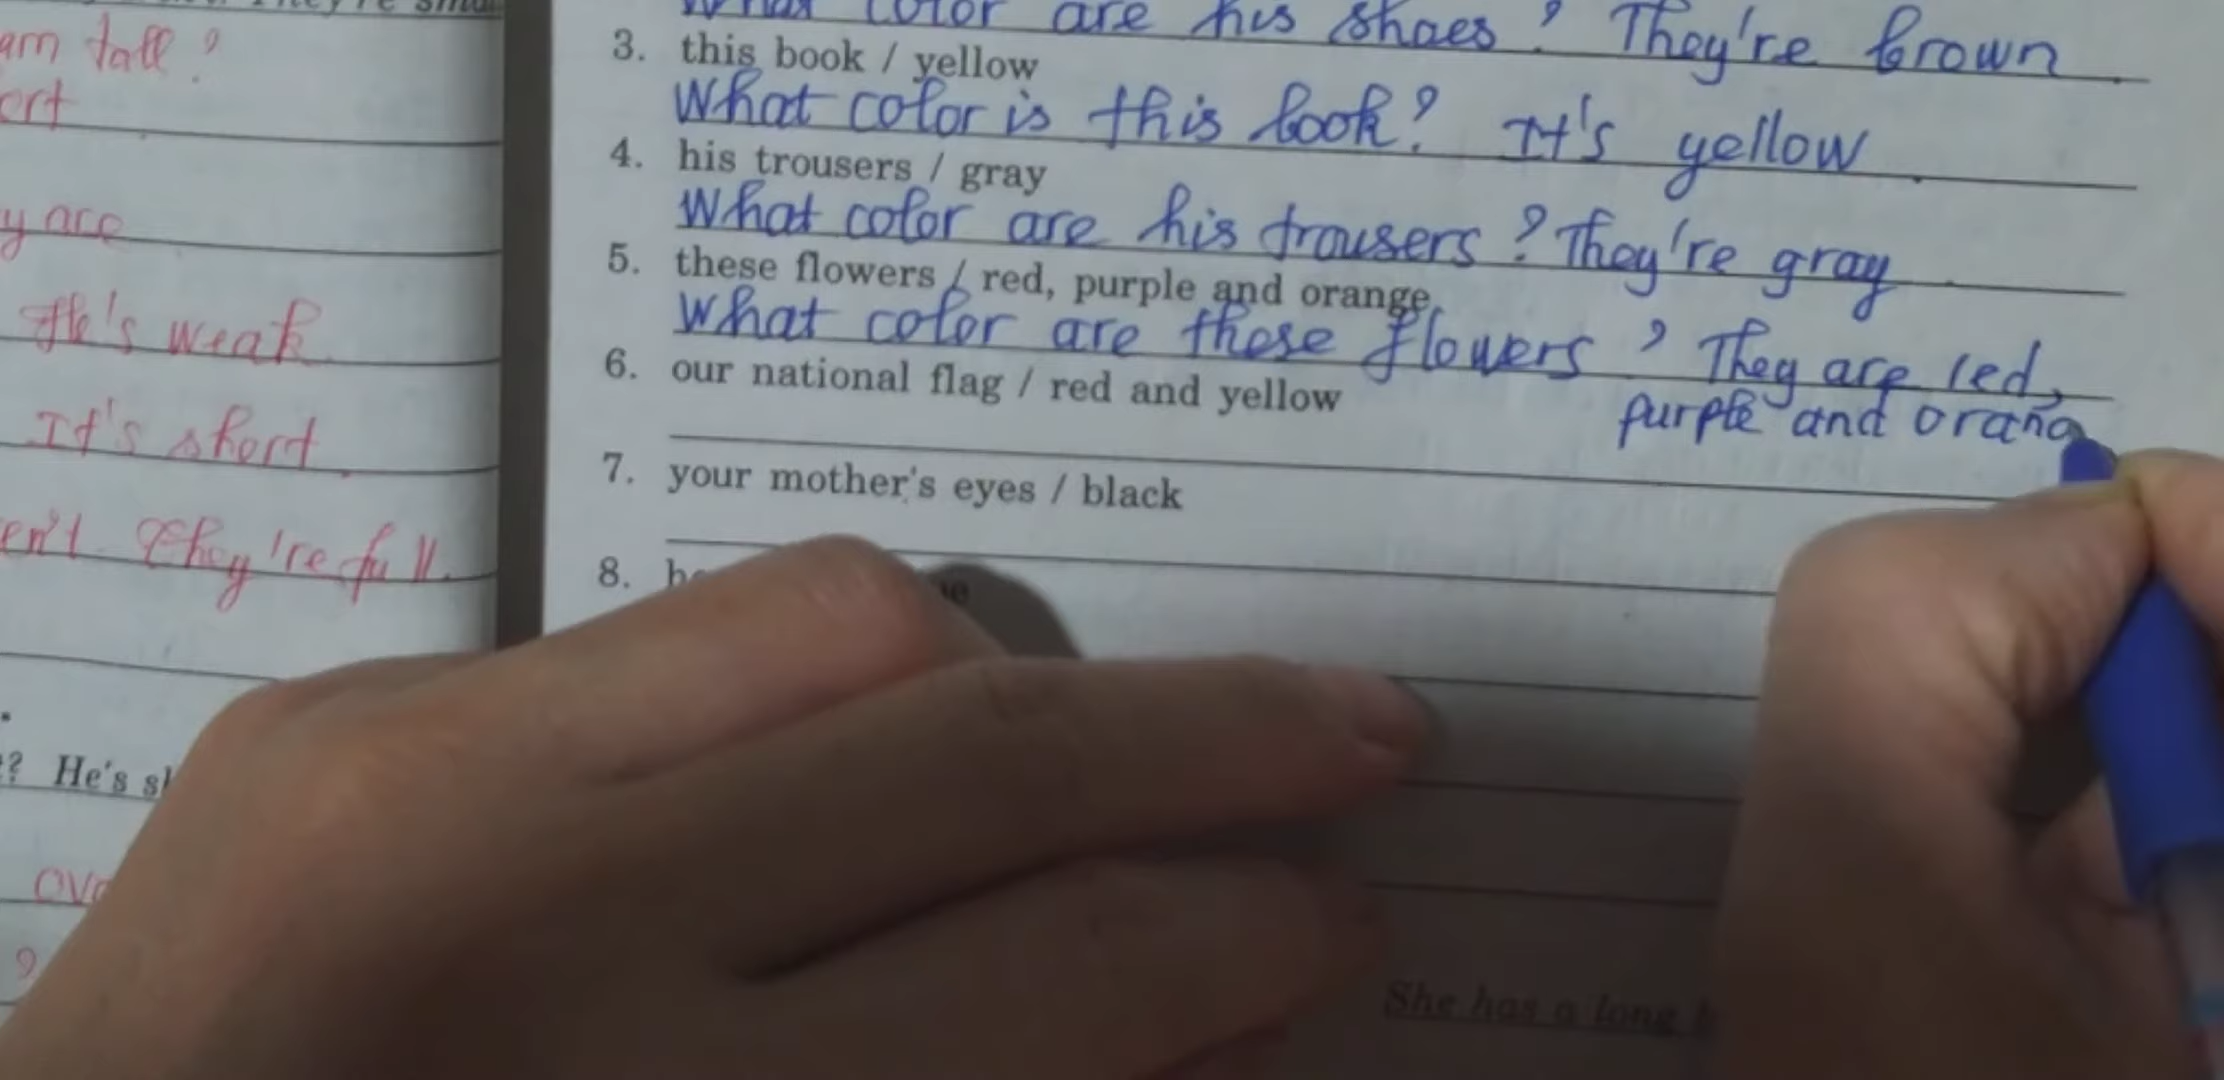 am tall?
ort
y are
He's weak
It's short
en't They're full.
? He's
What color are his shoes? They're brown.
3. this book / yellow
What color is this book? It's yellow.
4. his trousers / gray
What color are his trousers? They're gray.
5. these flowers / red, purple and orange
What color are these flowers? They are red,
purple and orang
6. our national flag / red and yellow
7. your mother's eyes / black
8.
She has a long